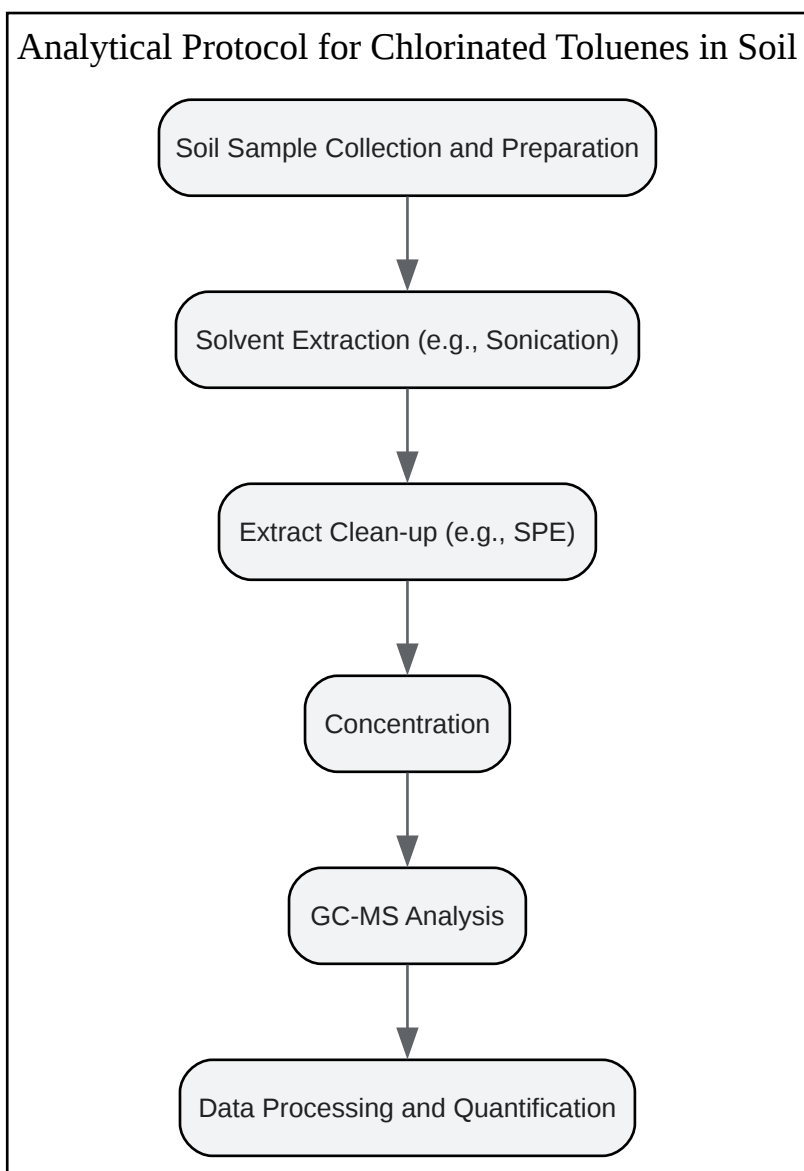 Analytical Protocol for Chlorinated Toluenes in Soil
Soil Sample Collection and Preparation
Solvent Extraction (e.g., Sonication)
Extract Clean-up (e.g., SPE)
Concentration
GC-MS Analysis
Data Processing and Quantification